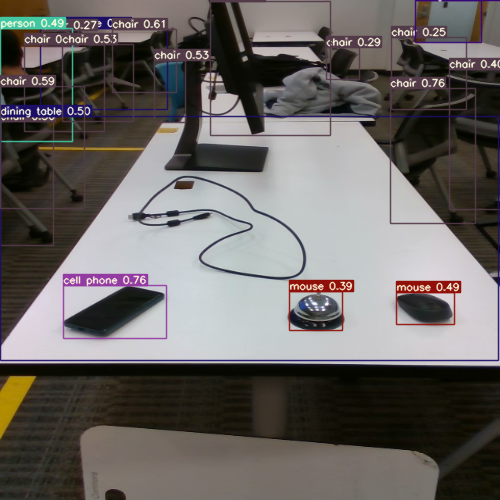 person 0.49
0.27
chair 0.61
chair
chair 0.53
chair 0.53
chair 0.29
chair 0.25
chair 0.40
chair 0.59
chair 0.76
dining table 0.50
cell phone 0.76
mouse 0.39
mouse 0.49